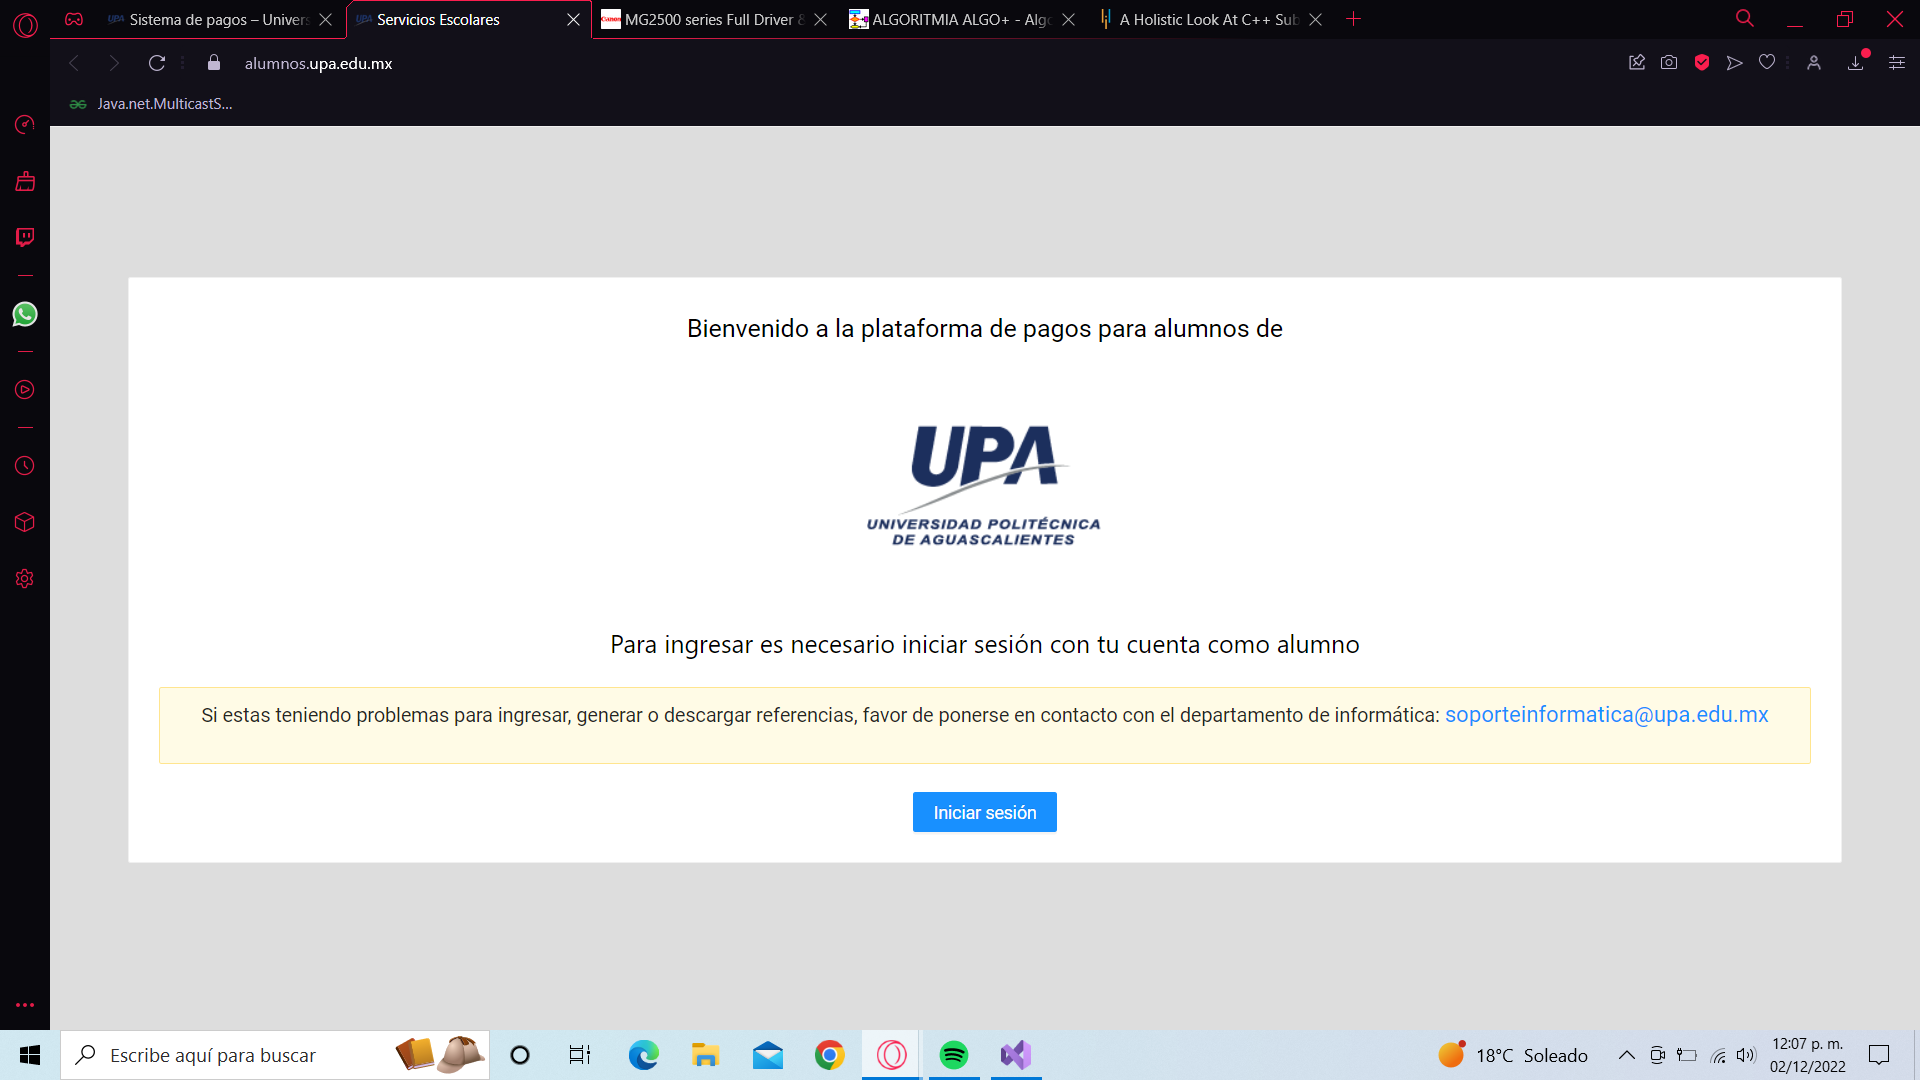 Sistema de pagos – Univers
Servicios Escolares
MG2500 series Full Driver &
ALGORITMIA ALGO+ - Algo
A Holistic Look At C++ Sub
alumnos.upa.edu.mx
Java.net.MulticastS...
Bienvenido a la plataforma de pagos para alumnos de
UPA
UNIVERSIDAD POLITÉCNICA
DE AGUASCALIENTES
Para ingresar es necesario iniciar sesión con tu cuenta como alumno
Si estas teniendo problemas para ingresar, generar o descargar referencias, favor de ponerse en contacto con el departamento de informática: soporteinformatica@upa.edu.mx
Iniciar sesión
Escribe aquí para buscar
18°C Soleado
12:07 p. m.
02/12/2022